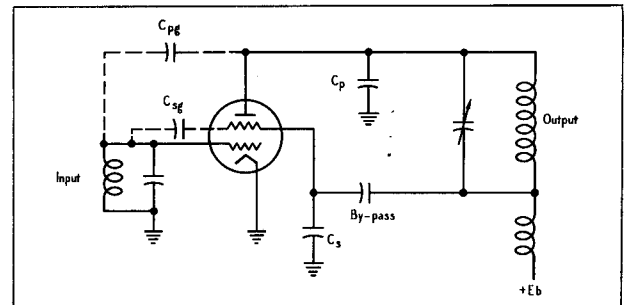 Cpg
Csg
Cp
Output
Input
By-pass
Cs
+Eb